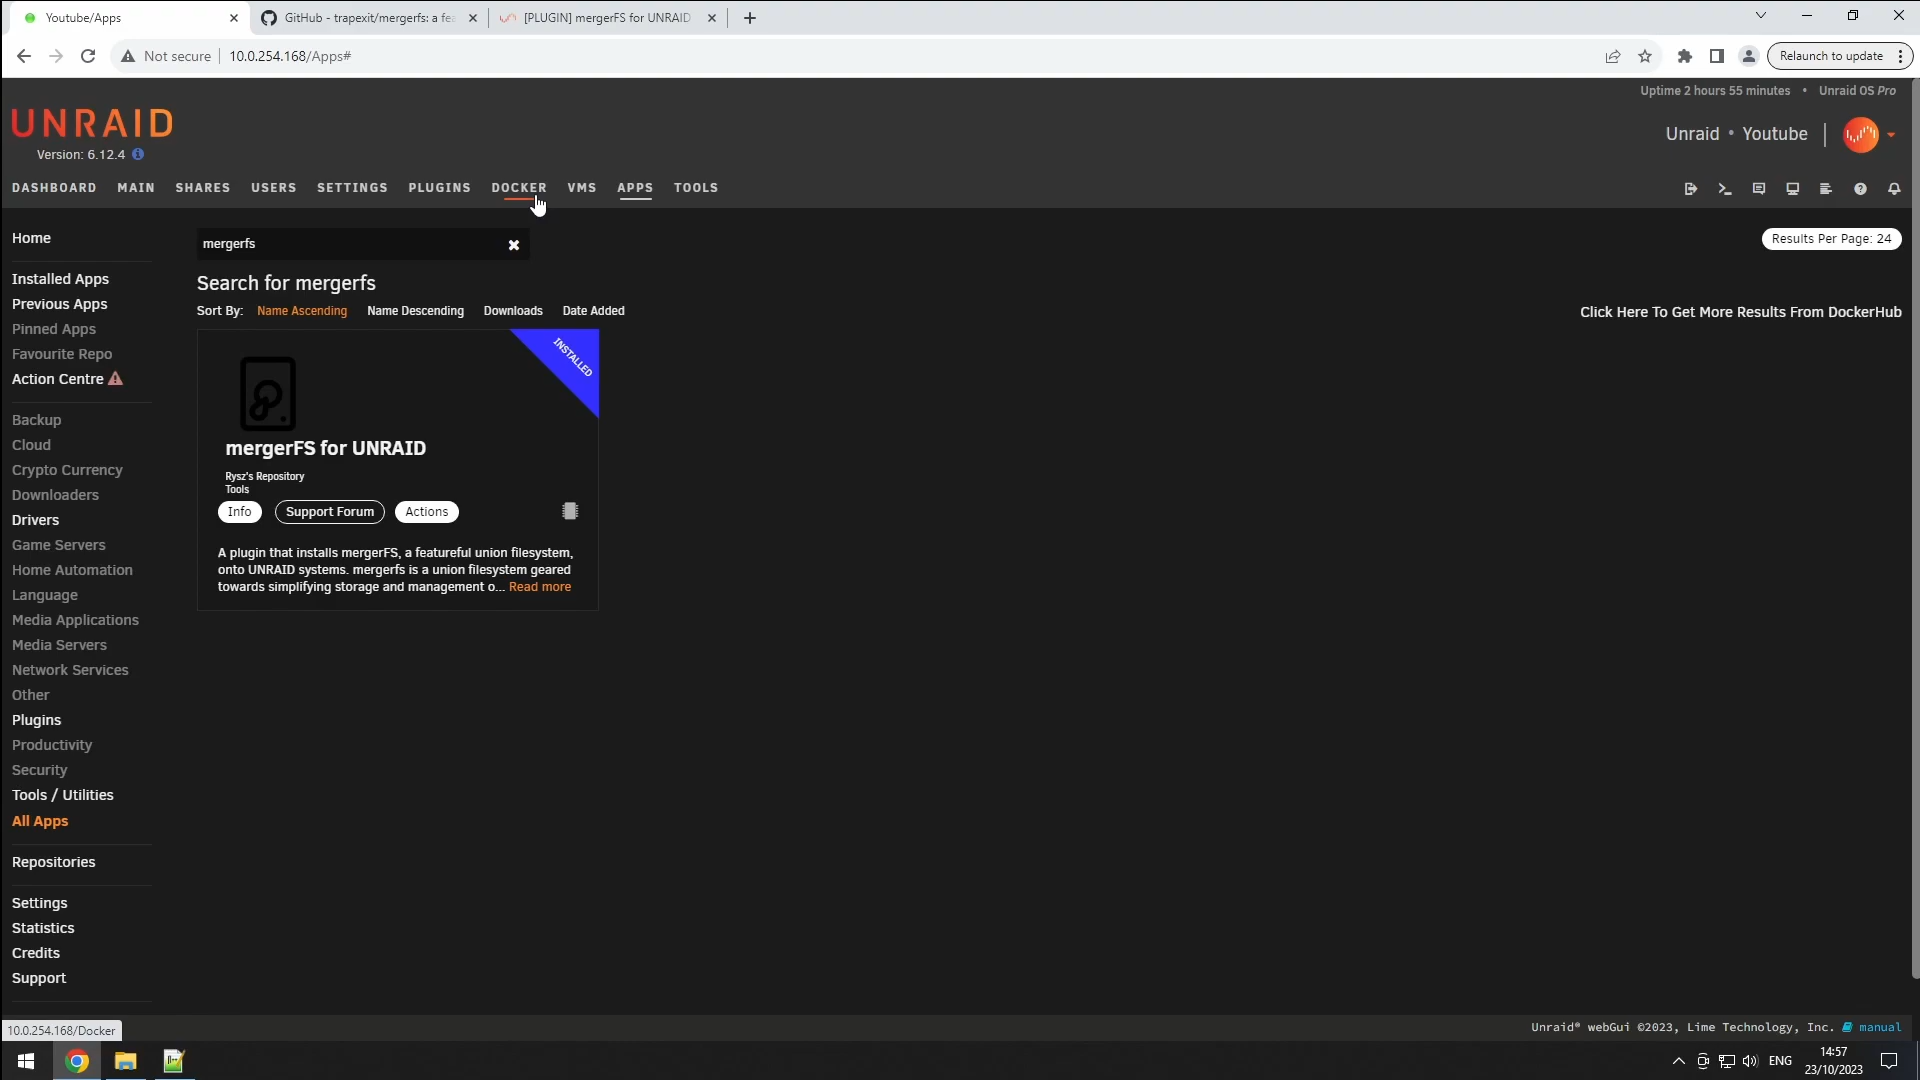 Youtube/Apps
GitHub - trapexit/mergerfs: a fea
[PLUGIN] mergerFS for UNRAID
Not secure
10.0.254.168/Apps#
Relaunch to update
Uptime 2 hours 55 minutes • Unraid OS Pro
UNRAID
Version: 6.12.4
Unraid • Youtube
DASHBOARD MAIN SHARES USERS SETTINGS PLUGINS DOCKER VMS APPS TOOLS
Home
Installed Apps
Previous Apps
Pinned Apps
Favourite Repo
Action Centre
Backup
Cloud
Crypto Currency
Downloaders
Drivers
Game Servers
Home Automation
Language
Media Applications
Media Servers
Network Services
Other
Plugins
Productivity
Security
Tools / Utilities
All Apps
Repositories
Settings
Statistics
Credits
Support
mergerfs
Results Per Page: 24
Search for mergerfs
Sort By: Name Ascending Name Descending Downloads Date Added
Click Here To Get More Results From DockerHub
INSTALLED
mergerFS for UNRAID
Rysz's Repository
Tools
Info Support Forum Actions
A plugin that installs mergerFS, a featureful union filesystem,
onto UNRAID systems. mergerfs is a union filesystem geared
towards simplifying storage and management o... Read more
10.0.254.168/Docker
Unraid® webGui ©2023, Lime Technology, Inc. manual
ENG
14:57
23/10/2023